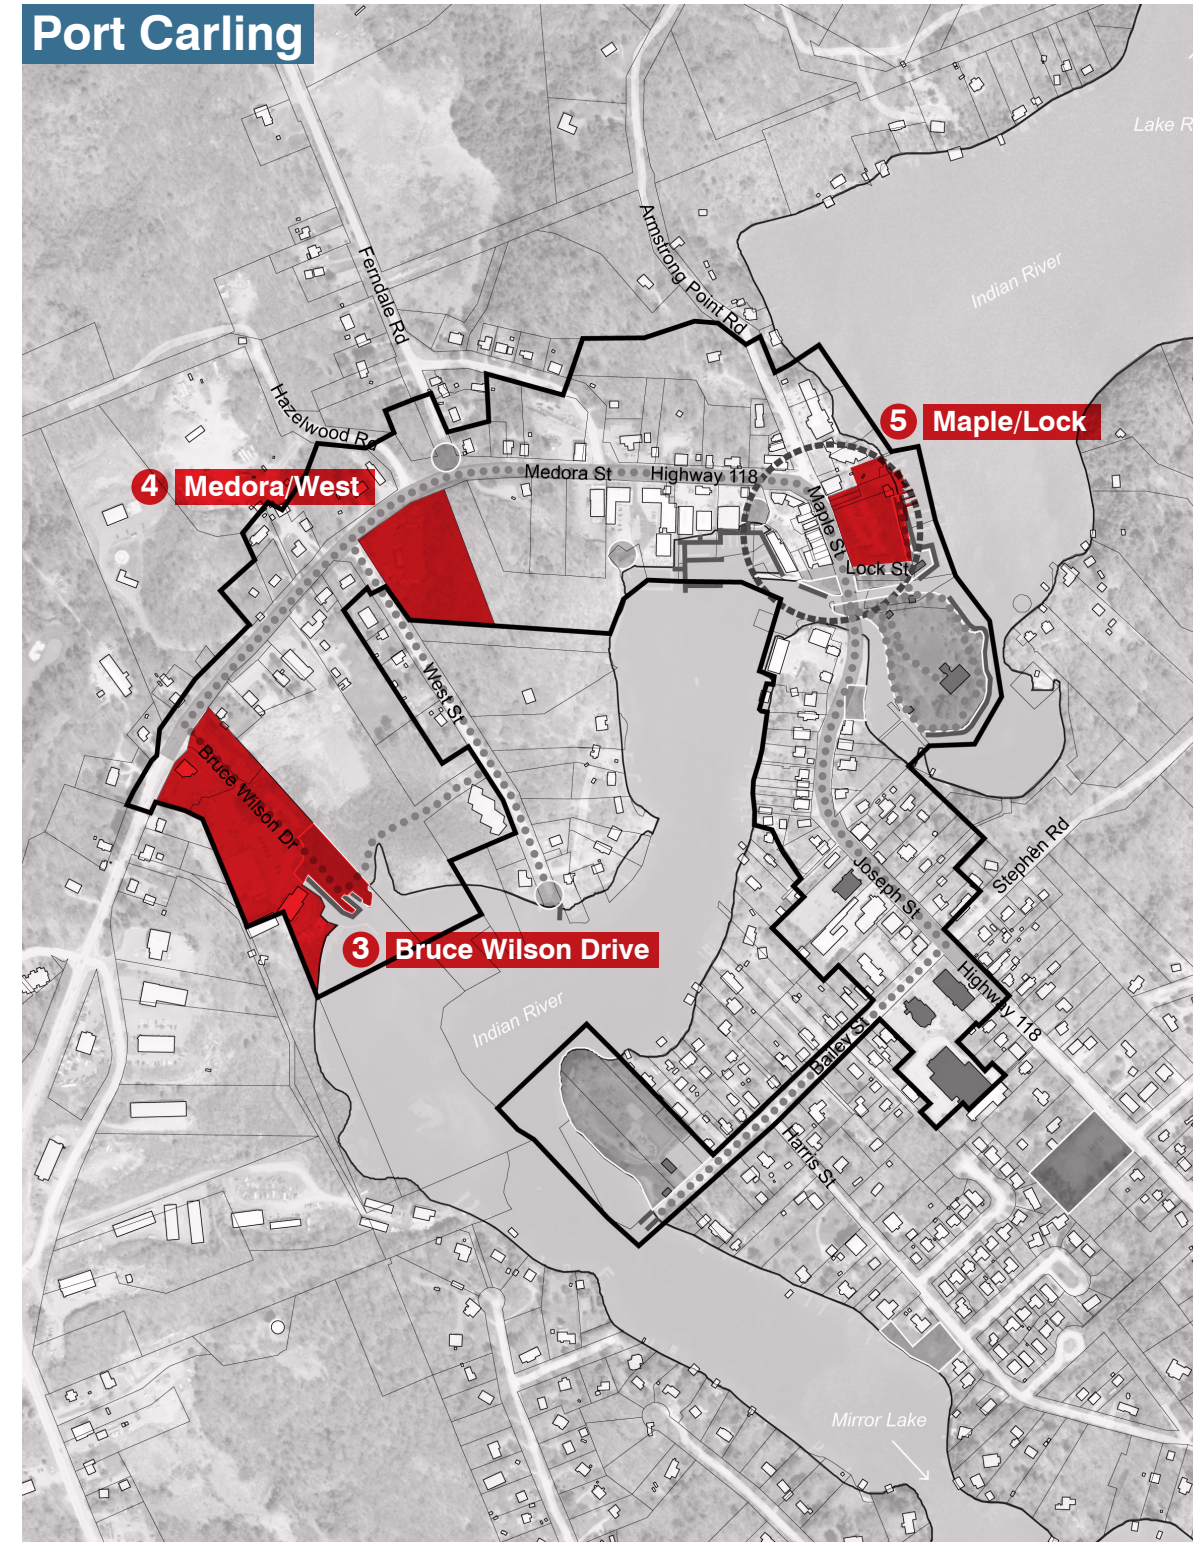 Port Carling
Lake R
Armstrong Point Rd
Indian River
Ferndale Rd
Hazelwood Rd
5 Maple/Lock
4 Medora/West
Medora St
Highway 118
Maple St
Lock St
West St
Bruce Wilson Dr
Stephen Rd
Joseph St
3 Bruce Wilson Drive
Highway 118
Indian River
Bailey St
Harris St
Mirror Lake